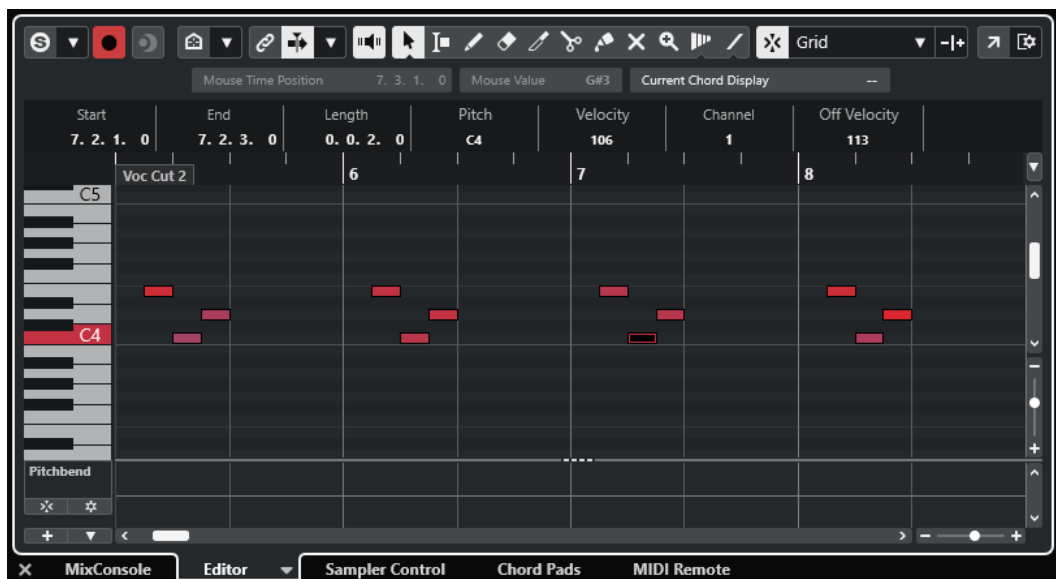 S Grid
Mouse Time Position 7. 3. 1. 0 Mouse Value G#3 Current Chord Display --
Start End Length Pitch Velocity Channel Off Velocity
7. 2. 1. 0 7. 2. 3. 0 0. 0. 2. 0 C4 106 1 113
Voc Cut 2 6 7 8
C5
C4
Pitchbend
MixConsole Editor Sampler Control Chord Pads MIDI Remote